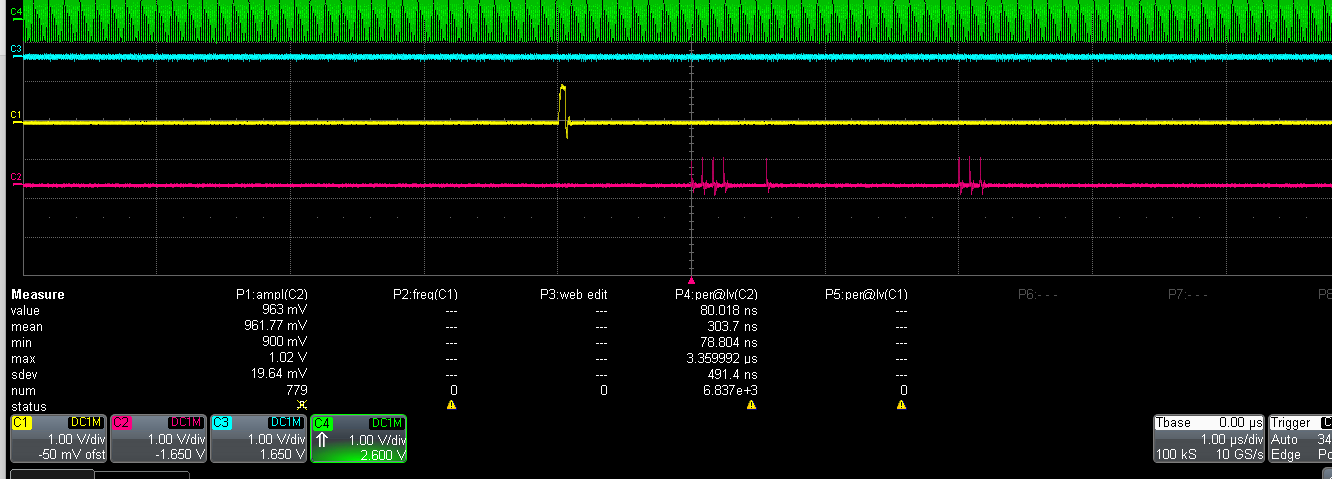 C4
C3
C1
C2
Measure P1:ampl(C2) P2:freq(C1) P3:web edit P4:per@lv(C2) P5:per@lv(C1) P6:- - - P7:- - - P8
value 963 mV --- --- 80.018 ns ---
mean 961.77 mV --- --- 303.7 ns ---
min 900 mV --- --- 78.804 ns ---
max 1.02 V --- --- 3.359992 µs ---
sdev 19.64 mV --- --- 491.4 ns ---
num 779 0 0 6.837e+3 0
status
C1 DC1M C2 DC1M C3 DC1M C4 DC1M Tbase 0.00 µs Trigger C
1.00 V/div 1.00 V/div 1.00 V/div 1.00 V/div 1.00 µs/div Auto 34
-50 mV ofst -1.650 V 1.650 V 2.600 V 100 kS 10 GS/s Edge Po